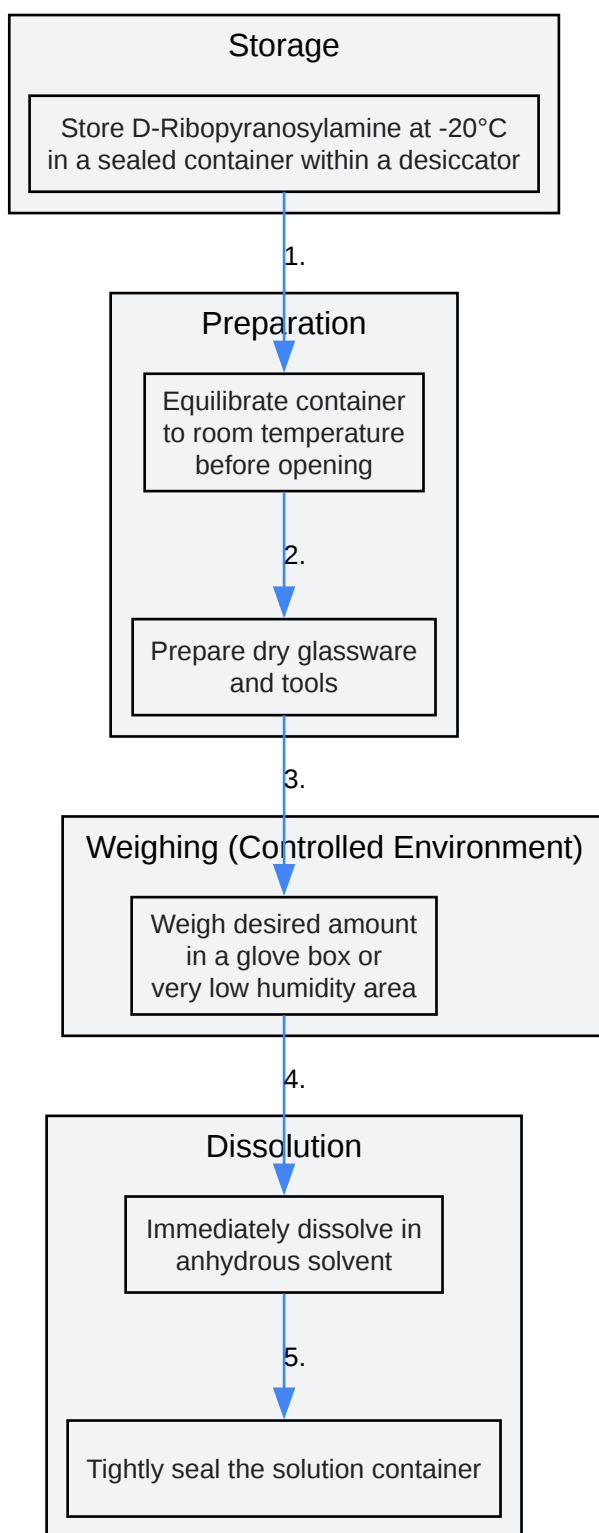 Storage
Store D-Ribopyranosylamine at -20°C
in a sealed container within a desiccator
1.
Preparation
Equilibrate container
to room temperature
before opening
2.
Prepare dry glassware
and tools
3.
Weighing (Controlled Environment)
Weigh desired amount
in a glove box or
very low humidity area
4.
Dissolution
Immediately dissolve in
anhydrous solvent
5.
Tightly seal the solution container